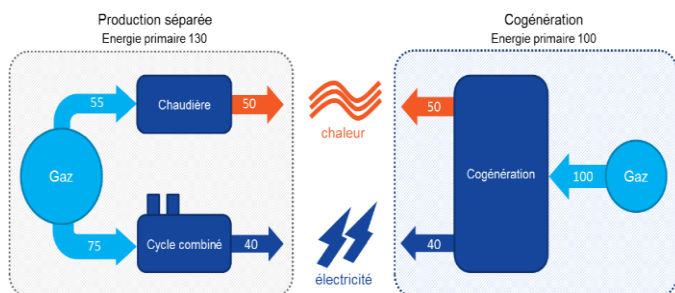 Production séparée
Energie primaire 130
Cogénération
Energie primaire 100
55
Chaudière
50
chaleur
50
Gaz
Cogénération
100
Gaz
75
Cycle combiné
40
électricité
40